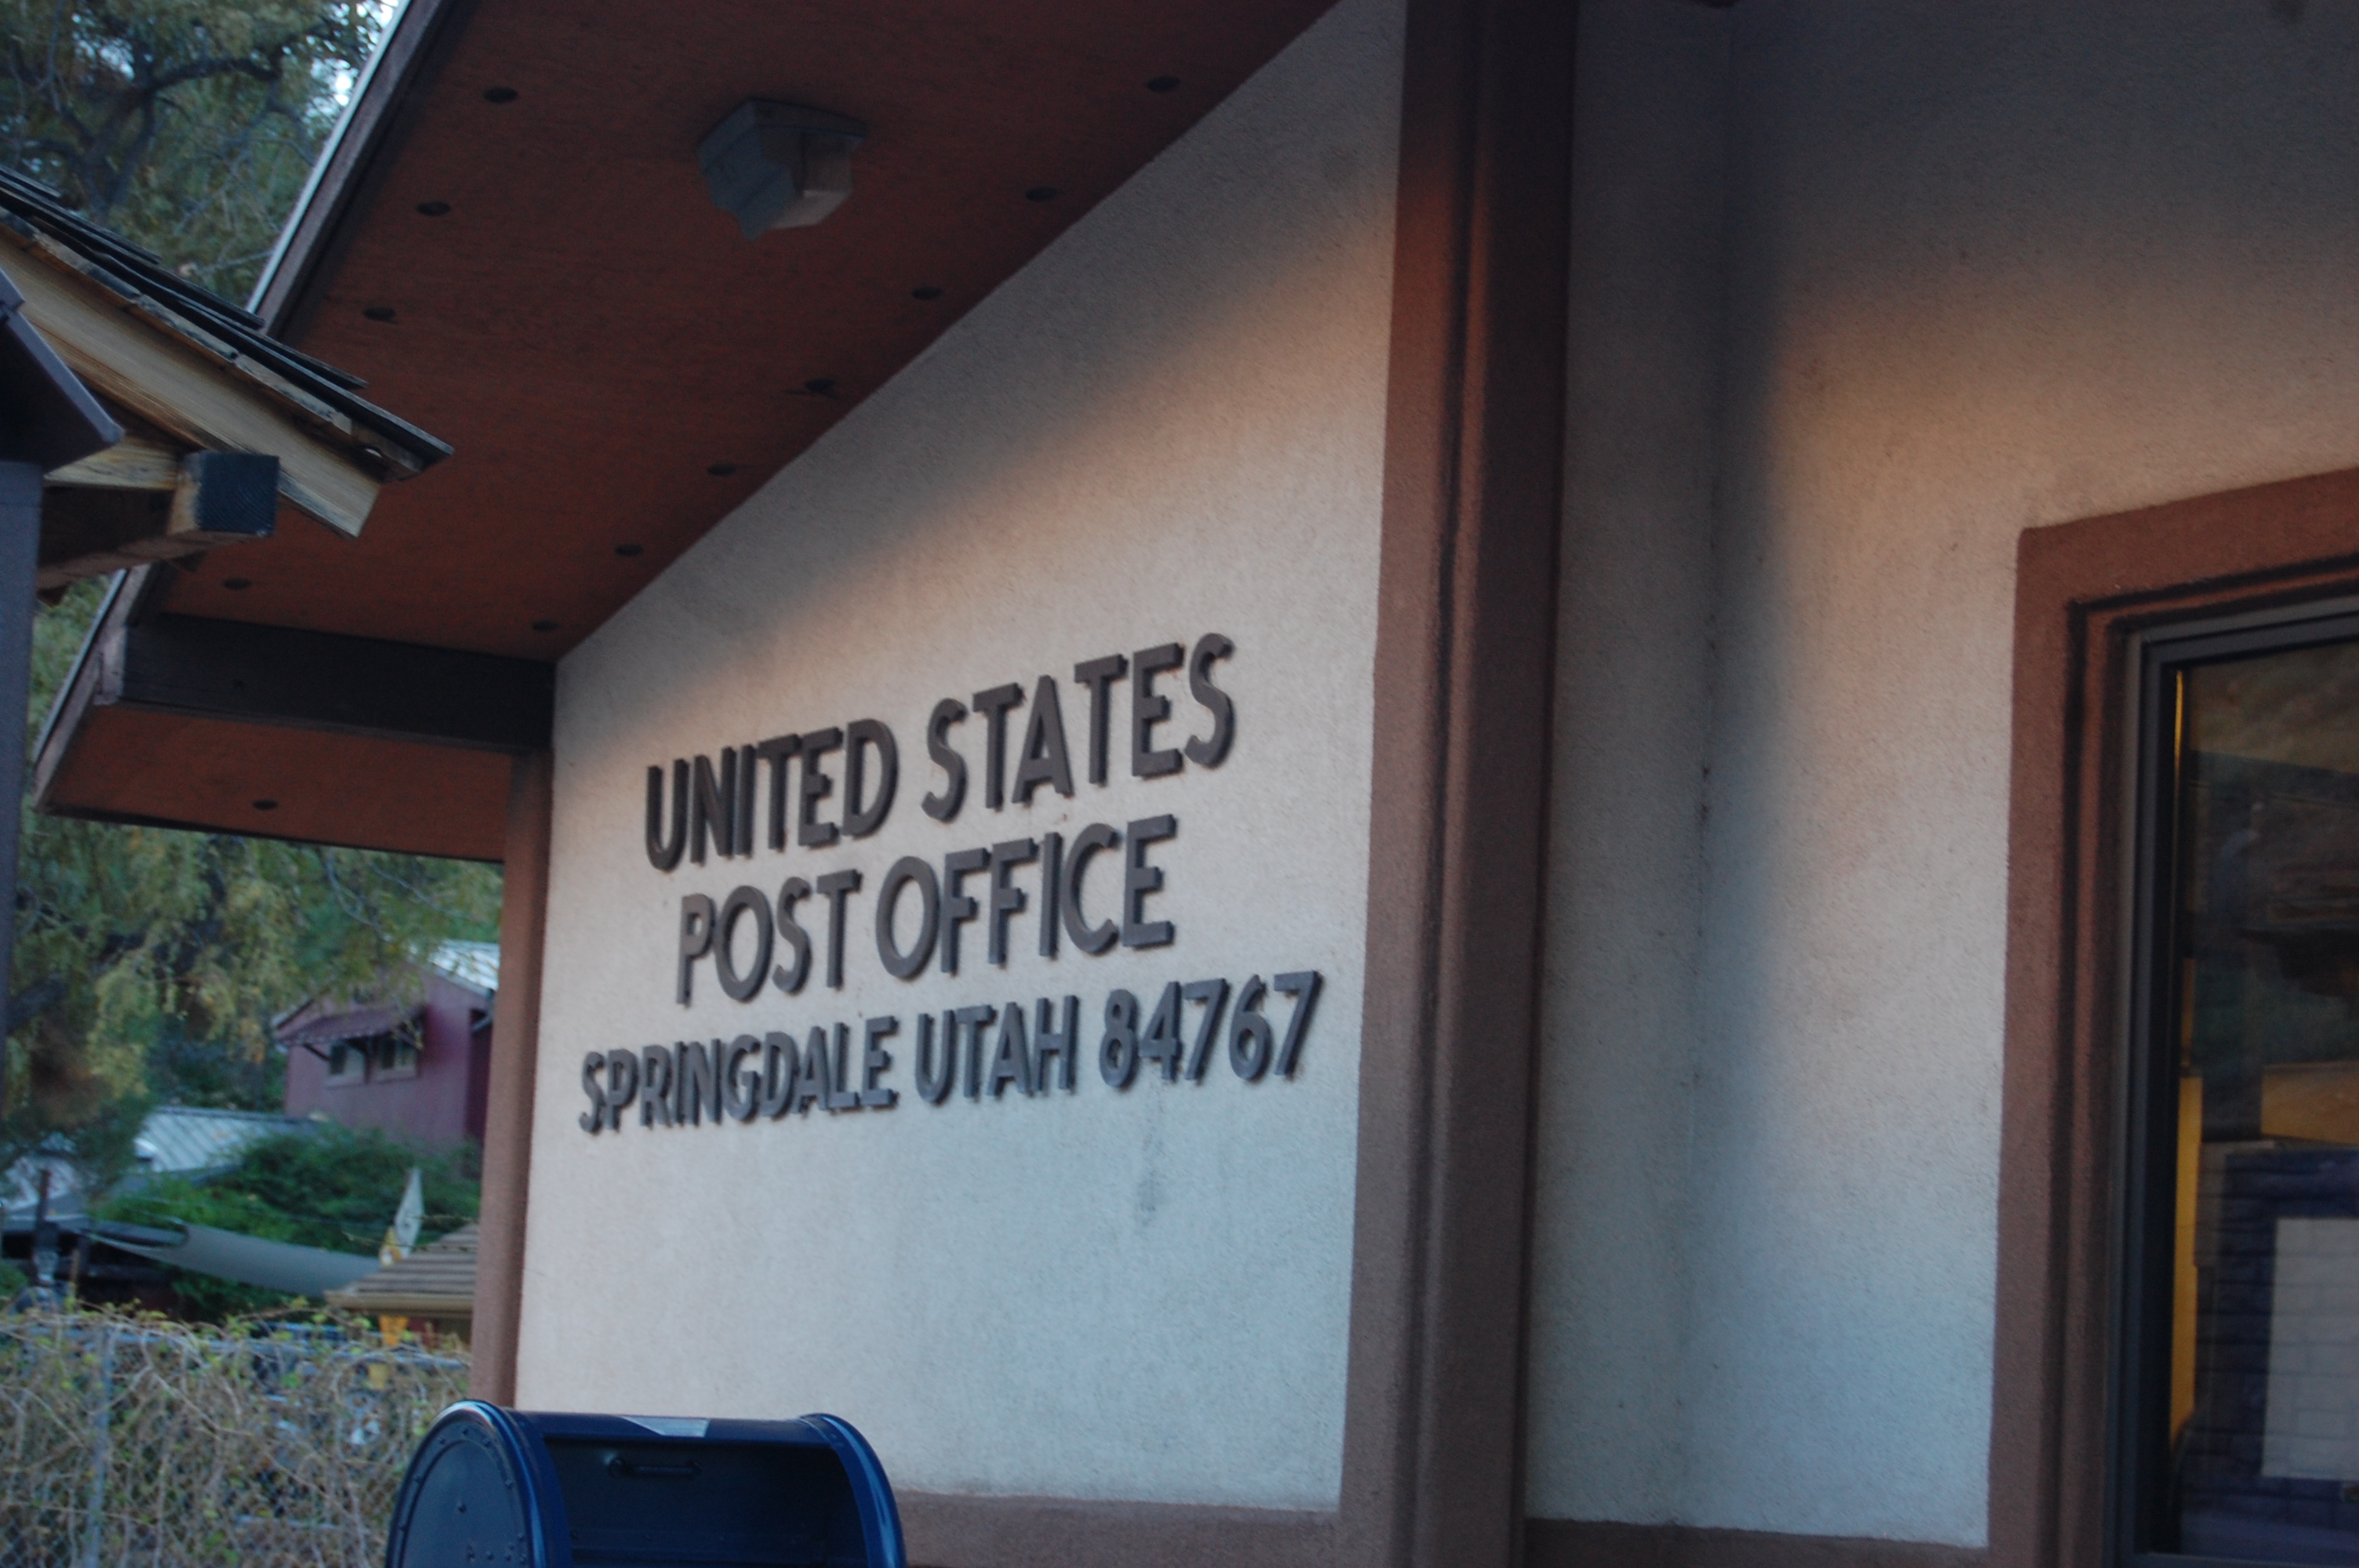 UNITED STATES
POST OFFICE
SPRINGDALE UTAH 84767